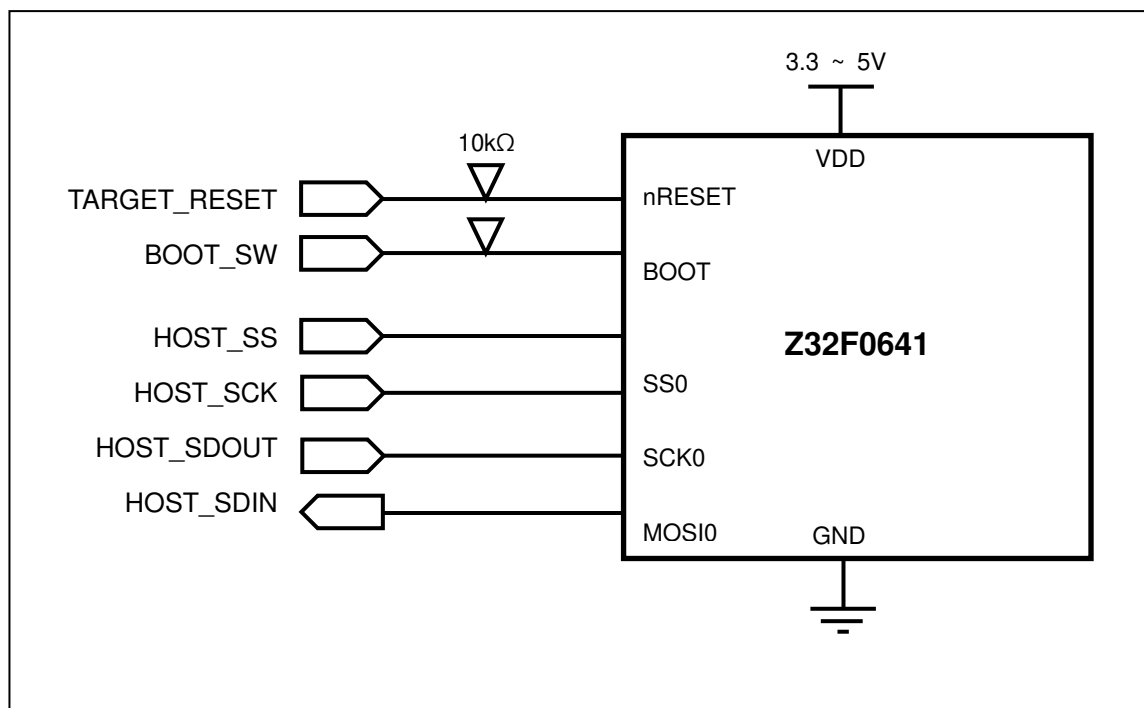 3.3 ~ 5V
10kΩ
VDD
TARGET_RESET
nRESET
BOOT_SW
BOOT
HOST_SS
Z32F0641
HOST_SCK
SS0
HOST_SDOUT
SCK0
HOST_SDIN
MOSI0
GND